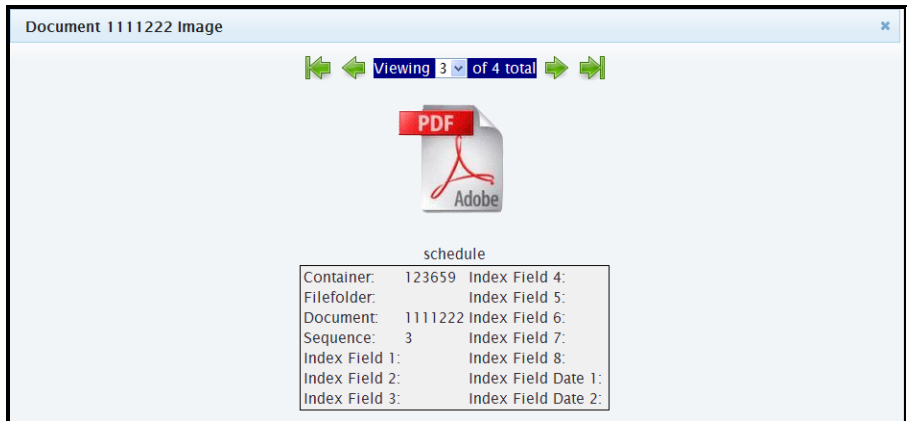 Document 1111222 Image
Viewing 3 of 4 total
PDF
Adobe
schedule
Container: 123659 Index Field 4:
Filefolder: Index Field 5:
Document: 1111222 Index Field 6:
Sequence: 3 Index Field 7:
Index Field 1: Index Field 8:
Index Field 2: Index Field Date 1:
Index Field 3: Index Field Date 2: